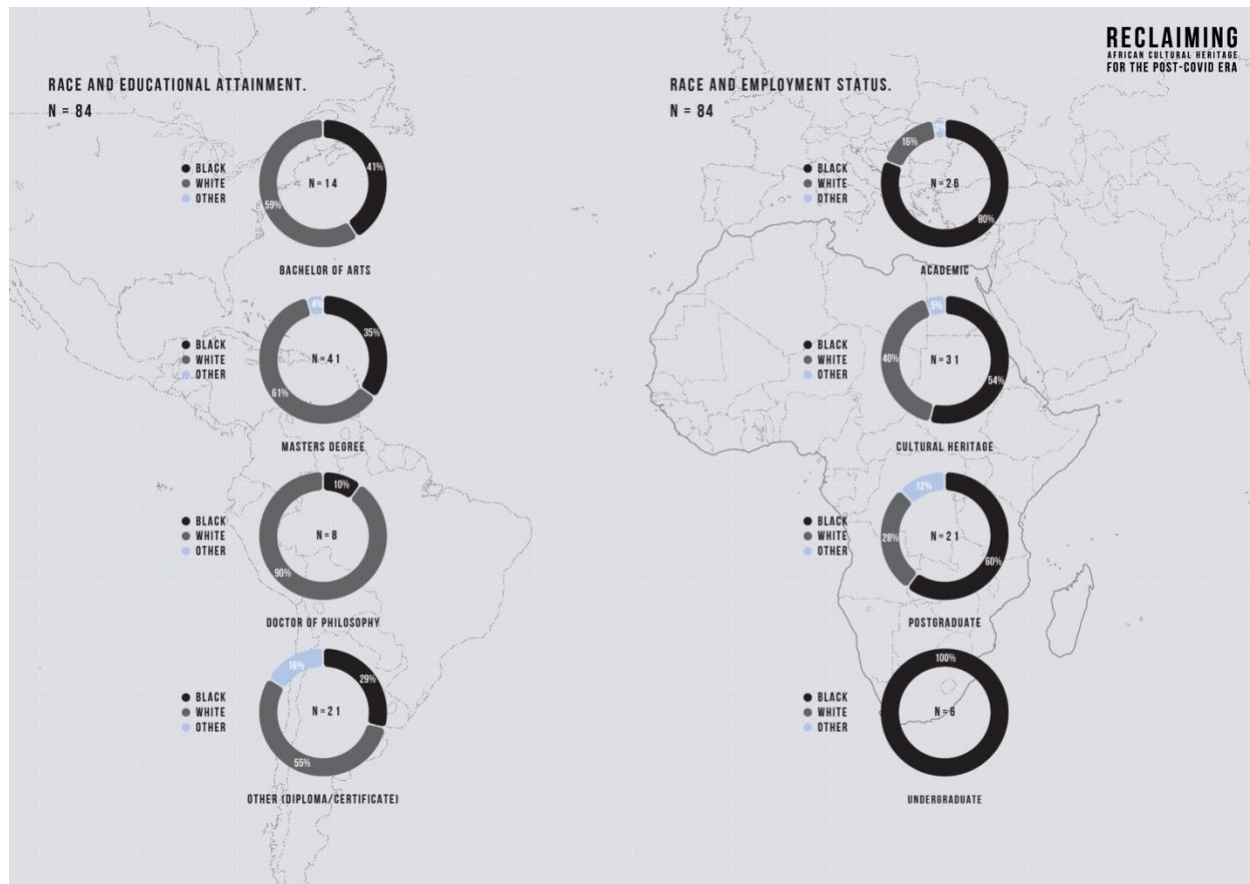 RECLAIMING
AFRICAN CULTURAL HERITAGE
FOR THE POST-COVID ERA
RACE AND EDUCATIONAL ATTAINMENT.
N = 84
BLACK
WHITE
OTHER
41%
N=14
59%
BACHELOR OF ARTS
BLACK
WHITE
OTHER
4%
35%
N=41
61%
MASTERS DEGREE
BLACK
WHITE
OTHER
10%
N=8
90%
DOCTOR OF PHILOSOPHY
BLACK
WHITE
OTHER
16%
29%
N=21
55%
OTHER (DIPLOMA/CERTIFICATE)
RACE AND EMPLOYMENT STATUS.
N = 84
BLACK
WHITE
OTHER
16%
N=26
80%
ACADEMIC
BLACK
WHITE
OTHER
5%
40%
N=31
54%
CULTURAL HERITAGE
BLACK
WHITE
OTHER
12%
28%
N=21
60%
POSTGRADUATE
100%
BLACK
WHITE
OTHER
N=6
UNDERGRADUATE